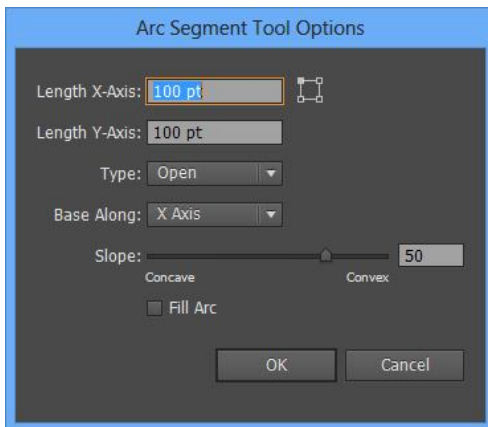 Arc Segment Tool Options
Length X-Axis: 100 pt
Length Y-Axis: 100 pt
Type: Open
Base Along: X Axis
Slope: 50
Concave Convex
Fill Arc
OK Cancel